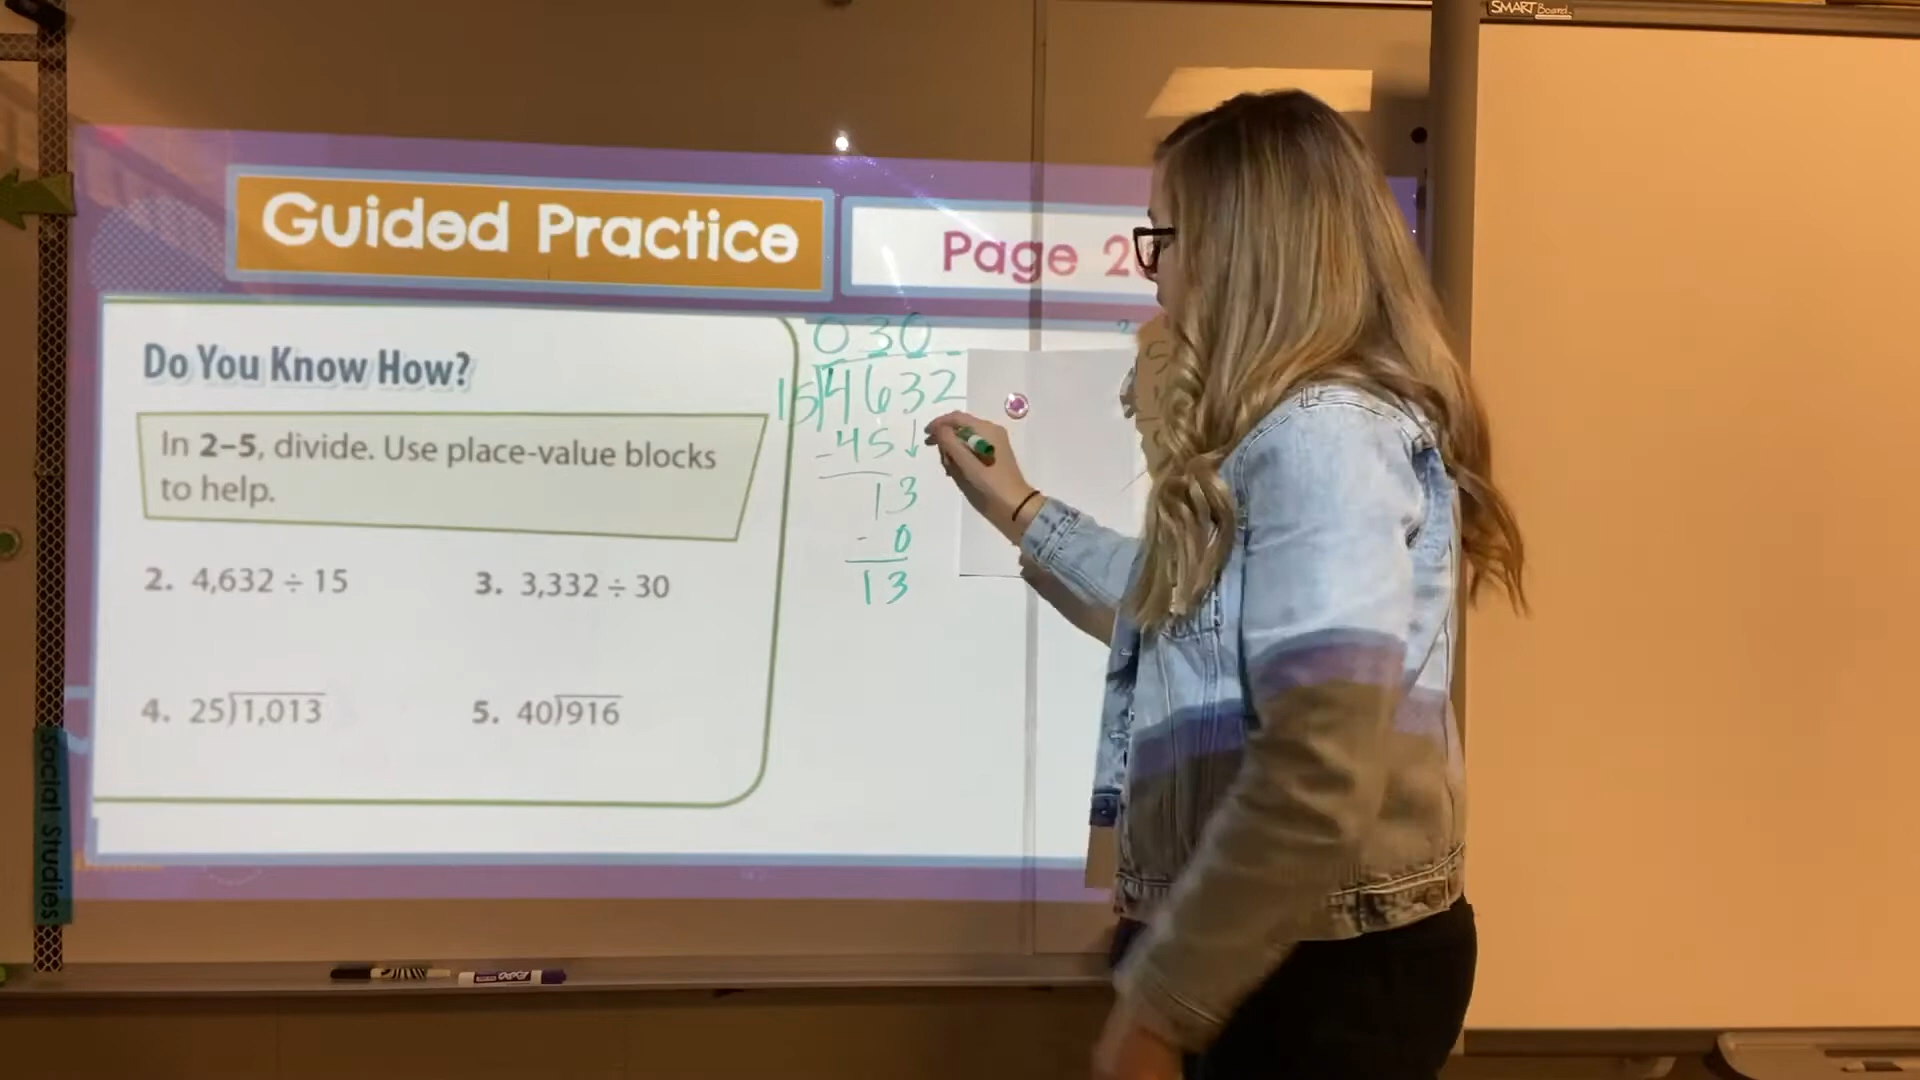 SMART Board
Guided Practice
Page 2
Do You Know How?
In 2–5, divide. Use place-value blocks
to help.
2. 4,632 ÷ 15
3. 3,332 ÷ 30
4. 25)1,013
5. 40)916
030
15)4632
-45↓
13
- 0
13
social Studies